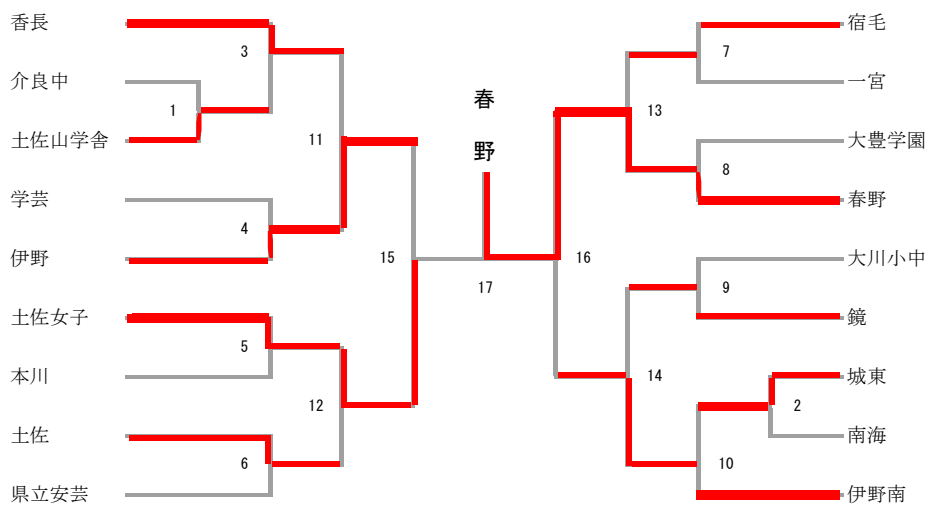 香長
介良中
土佐山学舎
学芸
伊野
土佐女子
本川
土佐
県立安芸
1
3
4
5
6
11
12
15
春
野
17
16
13
14
7
8
9
2
10
宿毛
一宮
大豊学園
春野
大川小中
鏡
城東
南海
伊野南